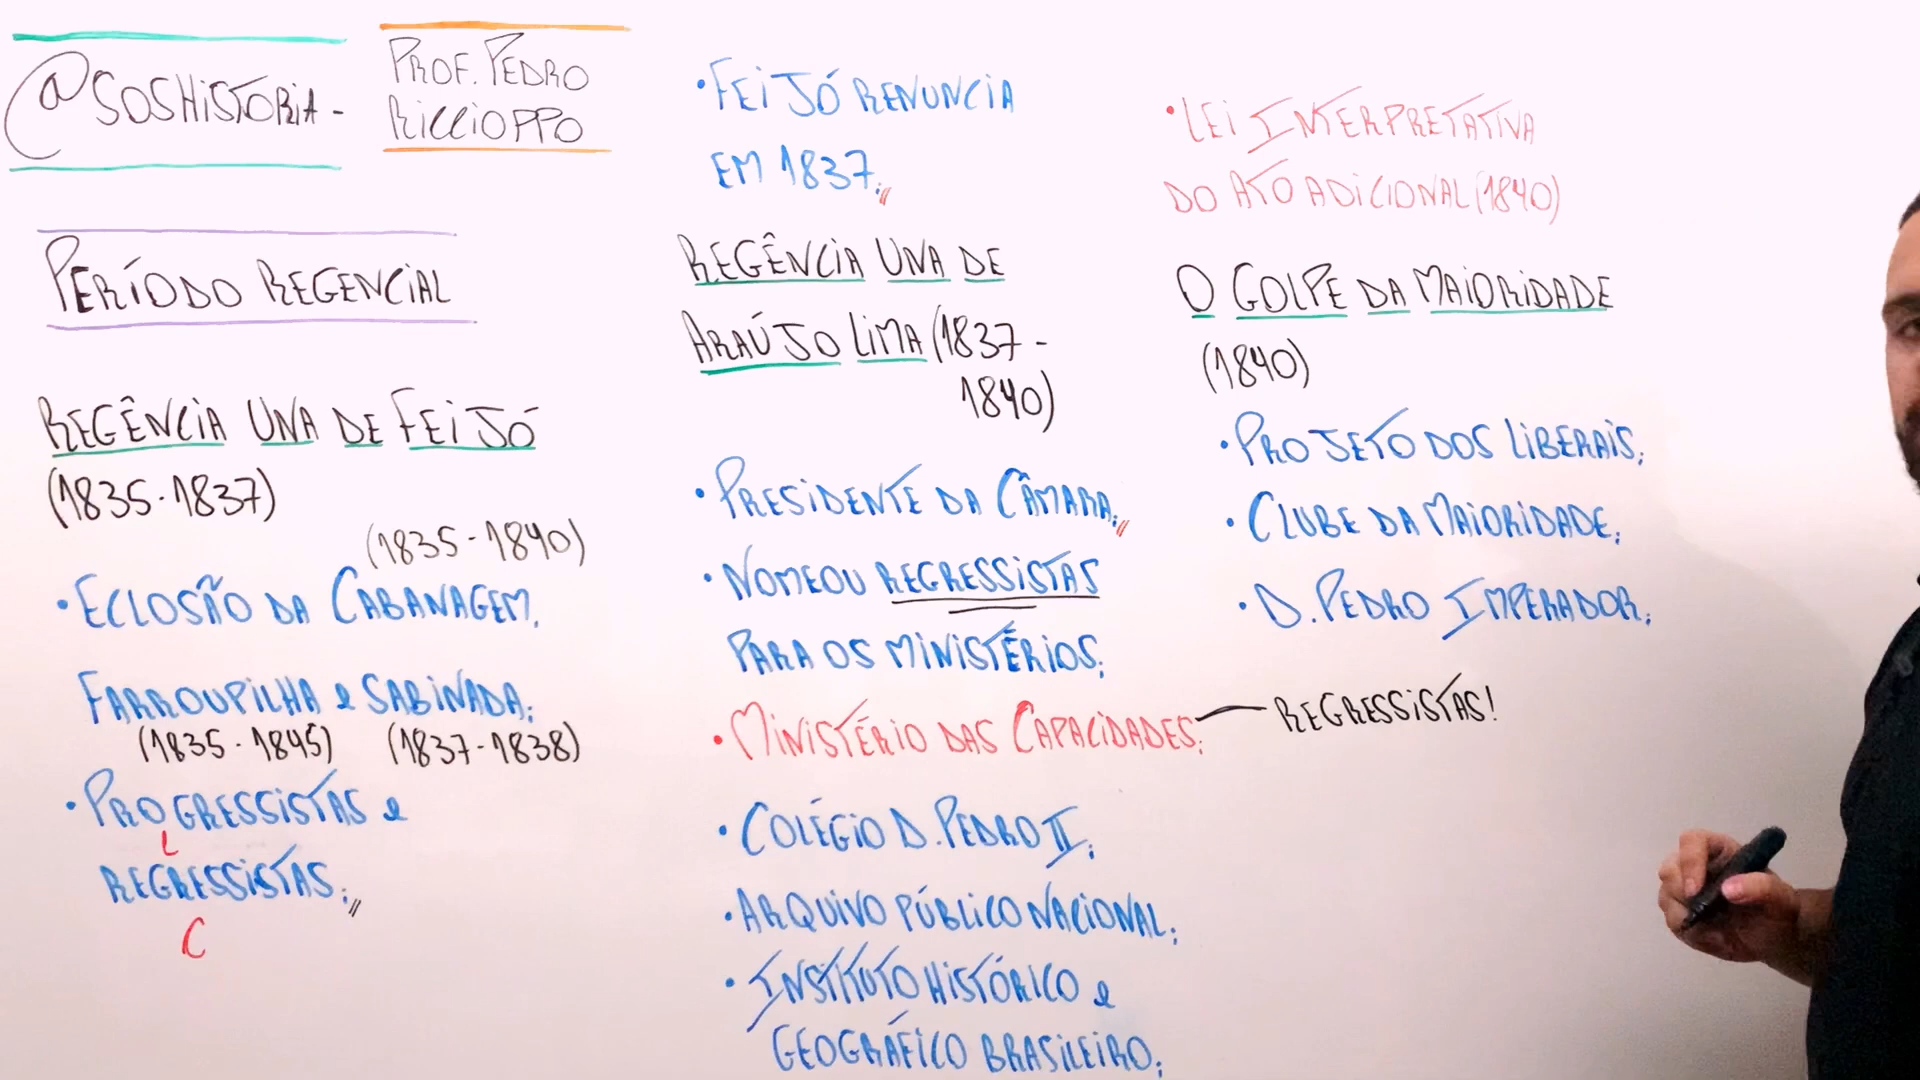 @SOSHISTORIA-
PROF. PEDRO
RICCIOPPO
PERÍODO REGENCIAL
REGÊNCIA UNA DE FEIJÓ
(1835-1837)
(1835-1840)
• ECLOSÃO DA CABANAGEM,
FARROUPILHA e SABINADA;
(1835-1845) (1837-1838)
• PROGRESSISTAS e
L
REGRESSISTAS;
C
• FEIJÓ RENUNCIA
EM 1837;
REGÊNCIA UNA DE
ARAÚJO LIMA (1837-
1840)
• PRESIDENTE DA CÂMARA;
• NOMEOU REGRESSISTAS
PARA OS MINISTÉRIOS;
• MINISTÉRIO DAS CAPACIDADES; — REGRESSISTAS!
• COLÉGIO D. PEDRO II;
• ARQUIVO PÚBLICO NACIONAL;
• INSTITUTO HISTÓRICO e
GEOGRÁFICO BRASILEIRO;
• LEI INTERPRETATIVA
DO ATO ADICIONAL (1840)
O GOLPE DA MAIORIDADE
(1840)
• PROJETO DOS LIBERAIS;
• CLUBE DA MAIORIDADE;
• D. PEDRO IMPERADOR;